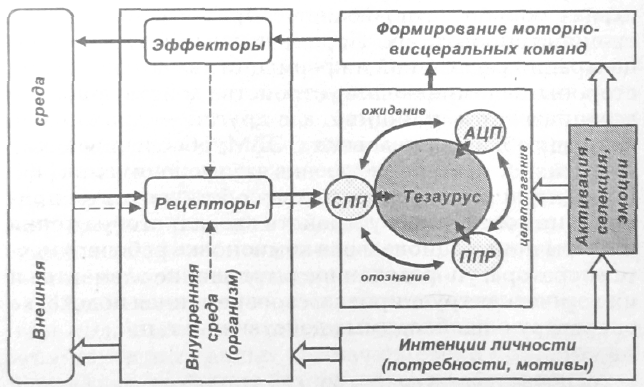 Эффекторы
Формирование моторно-
висцеральных команд
Внешняя среда
Рецепторы
Внутренняя
среда
(организм)
ожидание
АЦП
СПП
Тезаурус
ППР
опознание
целеполагание
Активация,
селекция,
эмоции
Интенции личности
(потребности, мотивы)